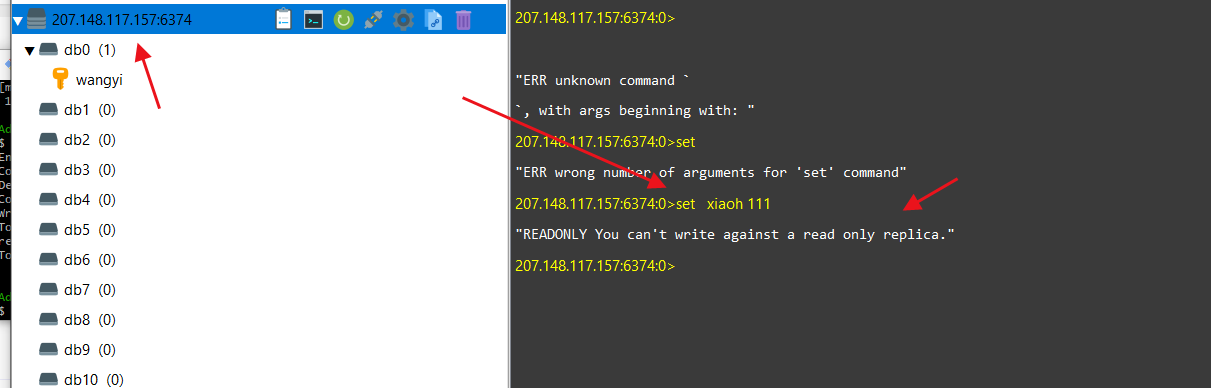 207.148.117.157:6374
db0 (1)
wangyi
db1 (0)
db2 (0)
db3 (0)
db4 (0)
db5 (0)
db6 (0)
db7 (0)
db8 (0)
db9 (0)
db10 (0)
207.148.117.157:6374:0>
"ERR unknown command `
`, with args beginning with: "
207.148.117.157:6374:0>set
"ERR wrong number of arguments for 'set' command"
207.148.117.157:6374:0>set xiaoh 111
"READONLY You can't write against a read only replica."
207.148.117.157:6374:0>